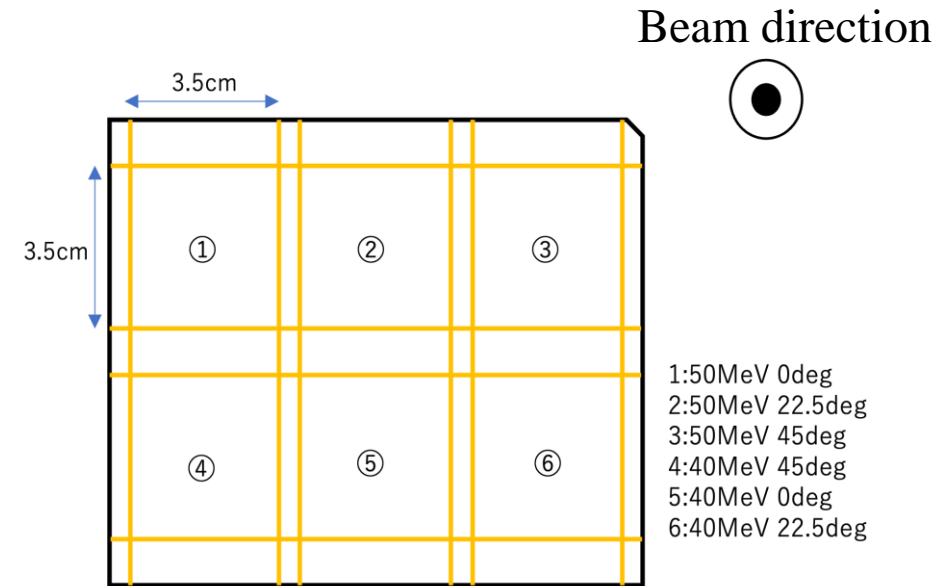 Beam direction
3.5cm
3.5cm
①
②
③
④
⑤
⑥
1:50MeV 0deg
2:50MeV 22.5deg
3:50MeV 45deg
4:40MeV 45deg
5:40MeV 0deg
6:40MeV 22.5deg